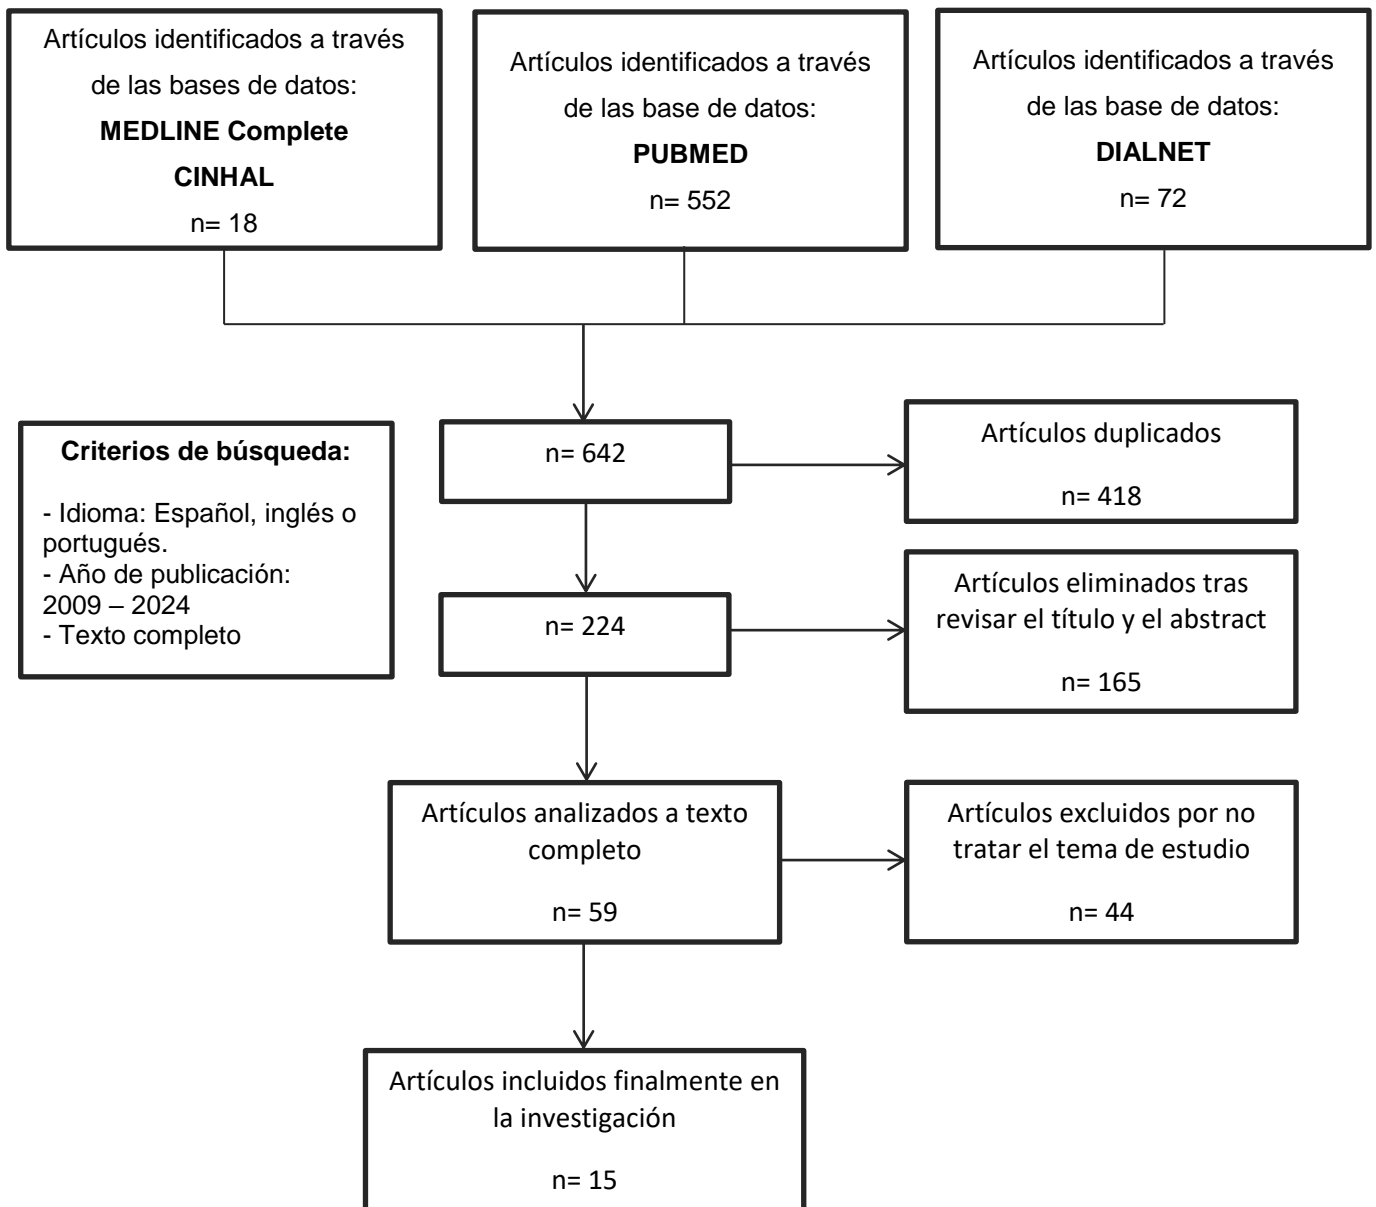 Artículos identificados a través
de las bases de datos:
MEDLINE Complete
CINHAL
n= 18
Artículos identificados a través
de las base de datos:
PUBMED
n= 552
Artículos identificados a través
de las base de datos:
DIALNET
n= 72
Criterios de búsqueda:
- Idioma: Español, inglés o
portugués.
- Año de publicación:
2009 – 2024
- Texto completo
n= 642
Artículos duplicados
n= 418
n= 224
Artículos eliminados tras
revisar el título y el abstract
n= 165
Artículos analizados a texto
completo
n= 59
Artículos excluidos por no
tratar el tema de estudio
n= 44
Artículos incluidos finalmente en
la investigación
n= 15